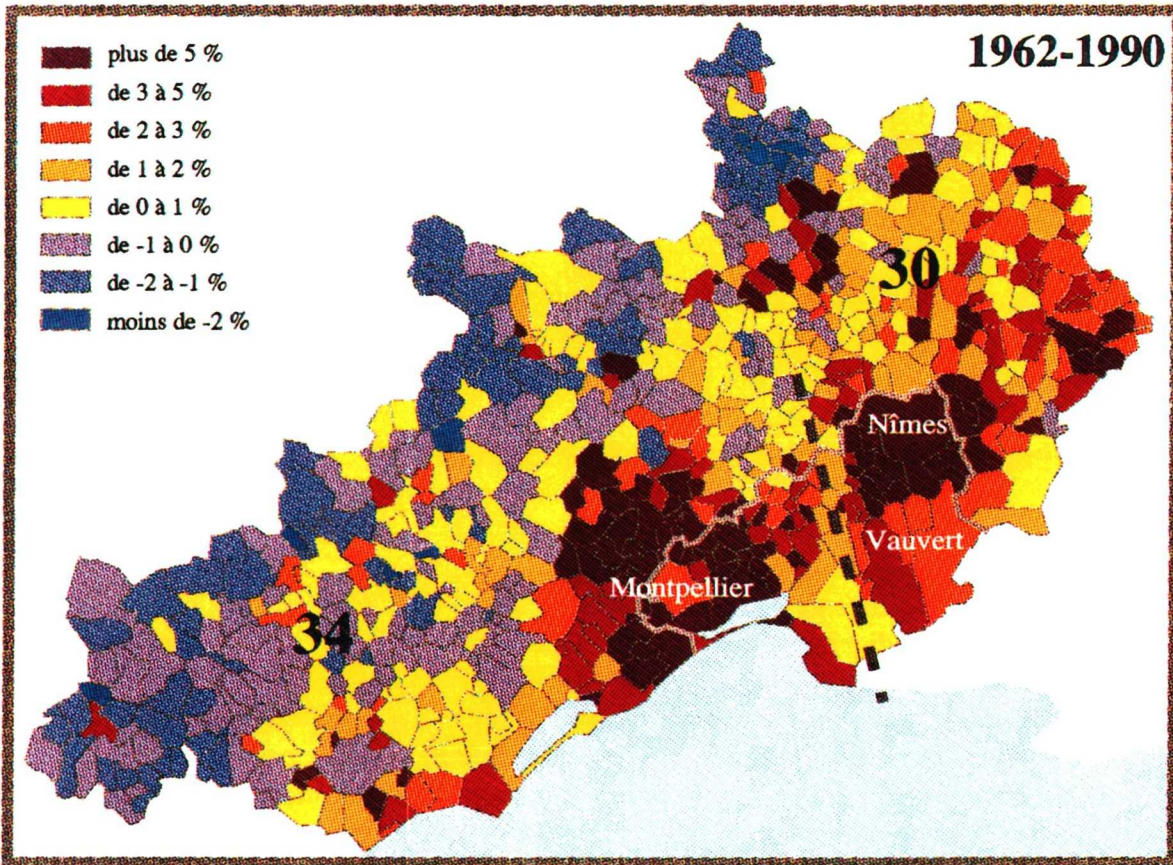 1962-1990
plus de 5 %
de 3 à 5 %
de 2 à 3 %
de 1 à 2 %
de 0 à 1 %
de -1 à 0 %
de -2 à -1 %
moins de -2 %
30
Nîmes
Vauvert
Montpellier
34